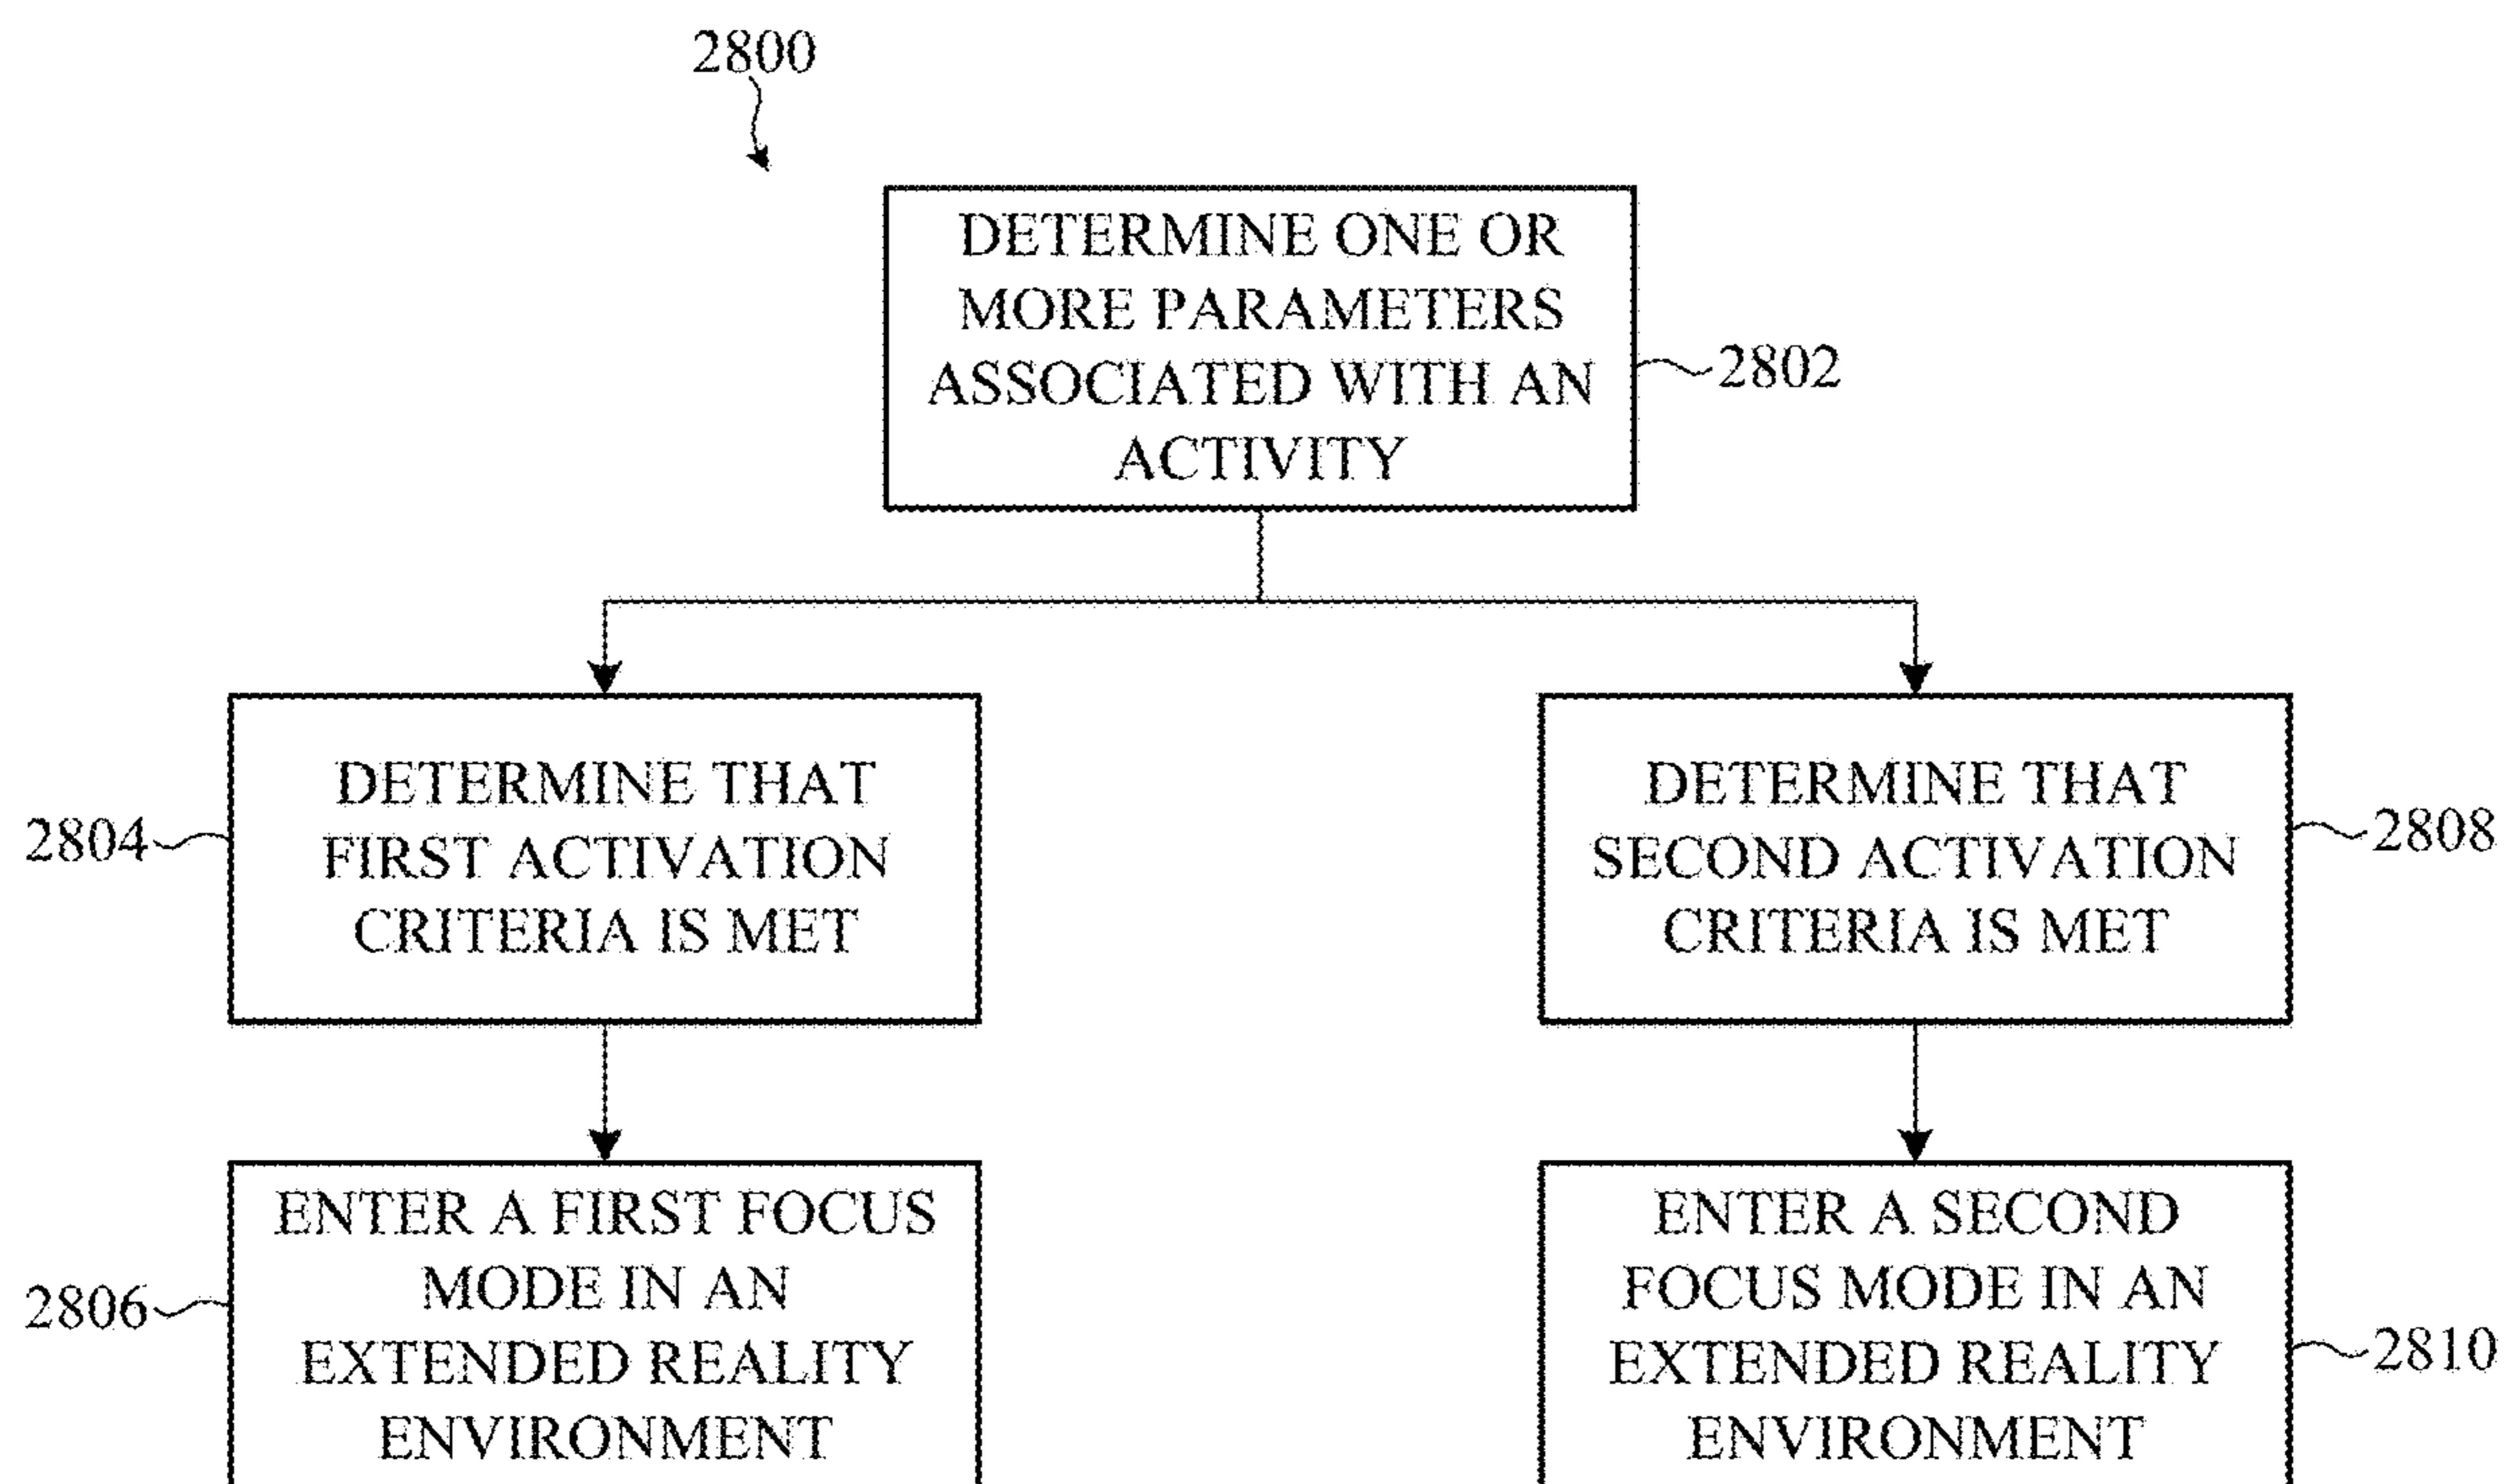 2800
DETERMINE ONE OR
MORE PARAMETERS
ASSOCIATED WITH AN
ACTIVITY
2802
DETERMINE THAT
FIRST ACTIVATION
CRITERIA IS MET
2804
DETERMINE THAT
SECOND ACTIVATION
CRITERIA IS MET
2808
ENTER A FIRST FOCUS
MODE IN AN
EXTENDED REALITY
ENVIRONMENT
2806
ENTER A SECOND
FOCUS MODE IN AN
EXTENDED REALITY
ENVIRONMENT
2810